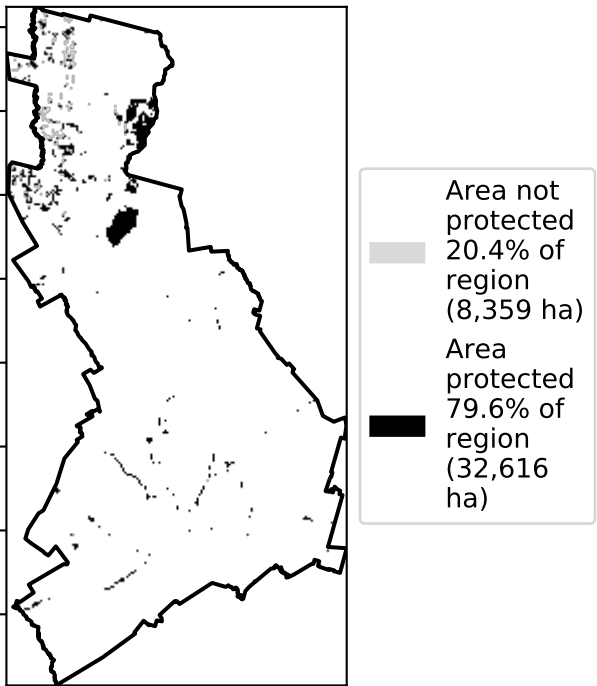 Area not
protected
20.4% of
region
(8,359 ha)
Area
protected
79.6% of
region
(32,616
ha)